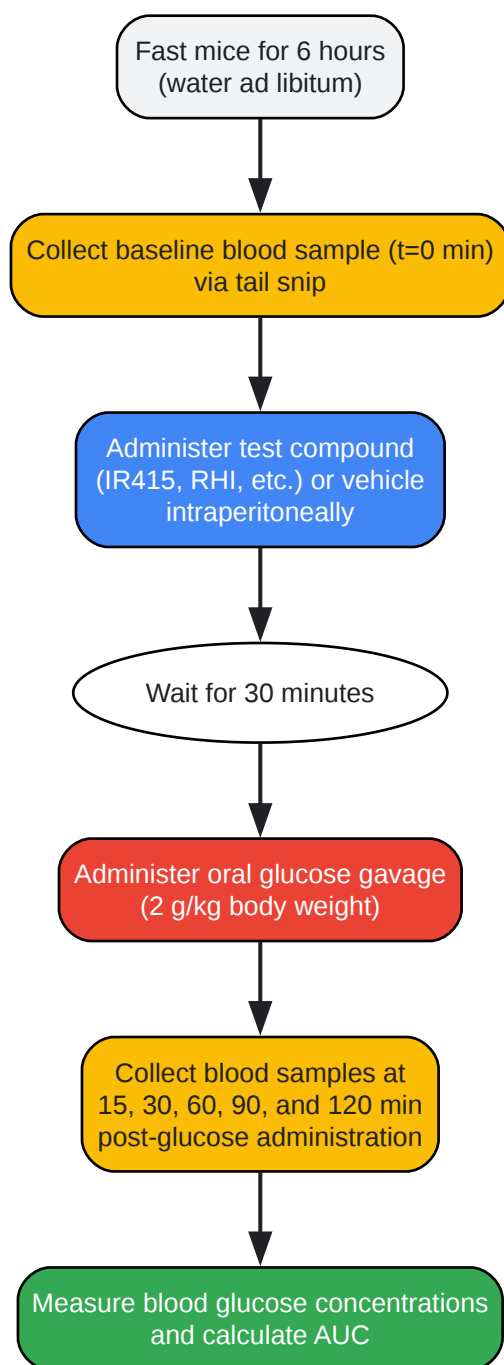 Fast mice for 6 hours
(water ad libitum)
Collect baseline blood sample (t=0 min)
via tail snip
Administer test compound
(IR415, RHI, etc.) or vehicle
intraperitoneally
Wait for 30 minutes
Administer oral glucose gavage
(2 g/kg body weight)
Collect blood samples at
15, 30, 60, 90, and 120 min
post-glucose administration
Measure blood glucose concentrations
and calculate AUC